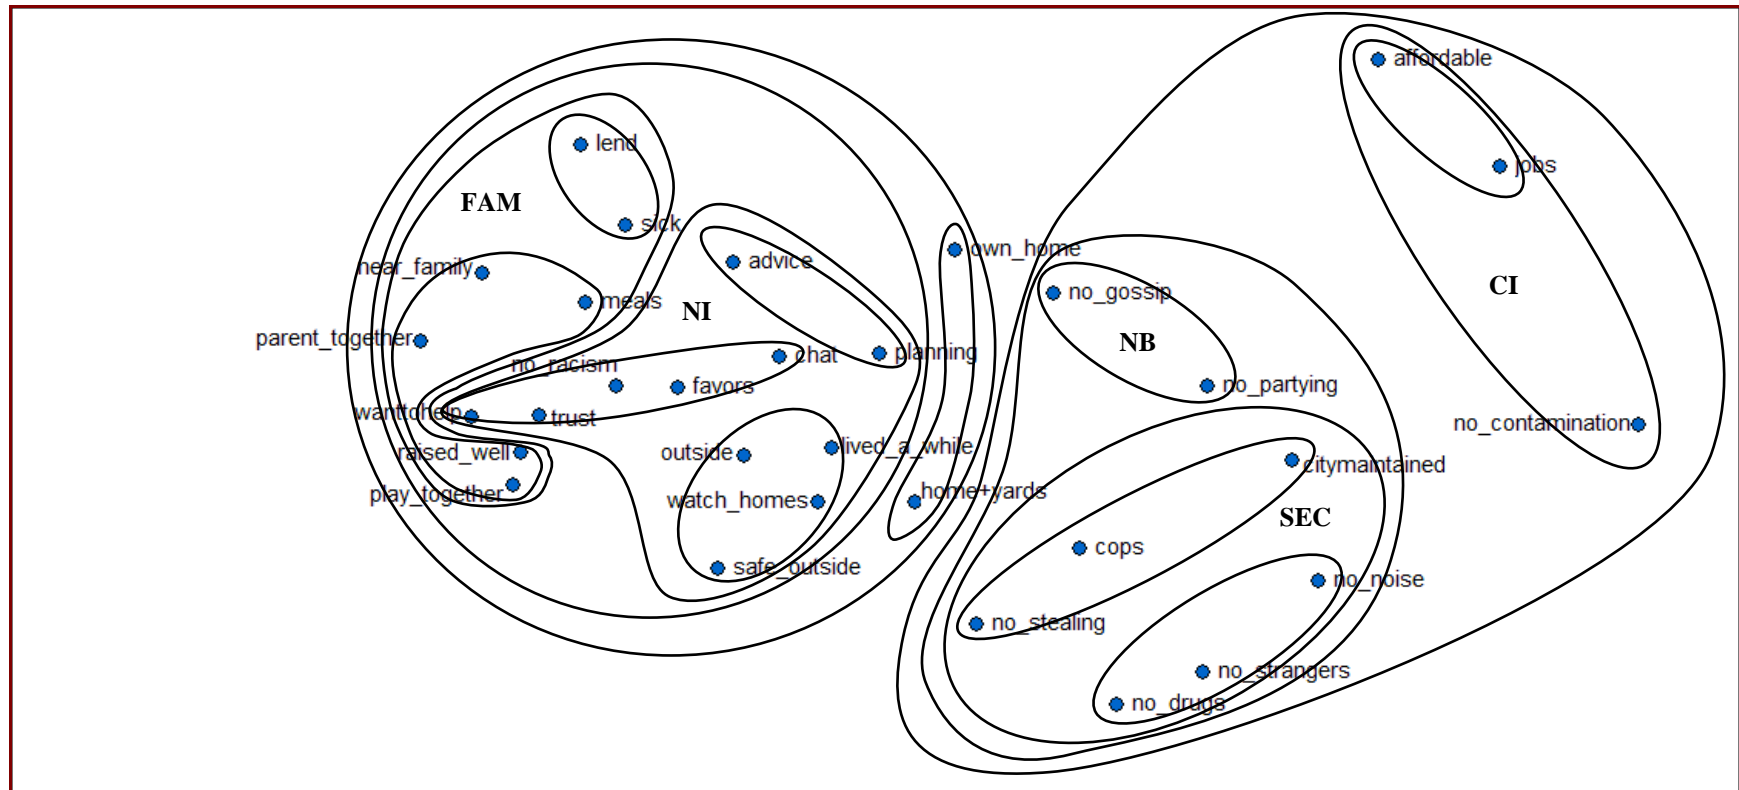 affordable
lend
jobs
FAM
sick
own_home
advice
near_family
CI
no_gossip
meals
NI
parent_together
NB
planning
chat
no_racism
no_partying
favors
wanttohelp
trust
no_contamination
lived_a_while
raised_well
outside
citymaintained
home+yards
play_together
watch_homes
SEC
cops
safe_outside
no_noise
no_stealing
no_strangers
no_drugs